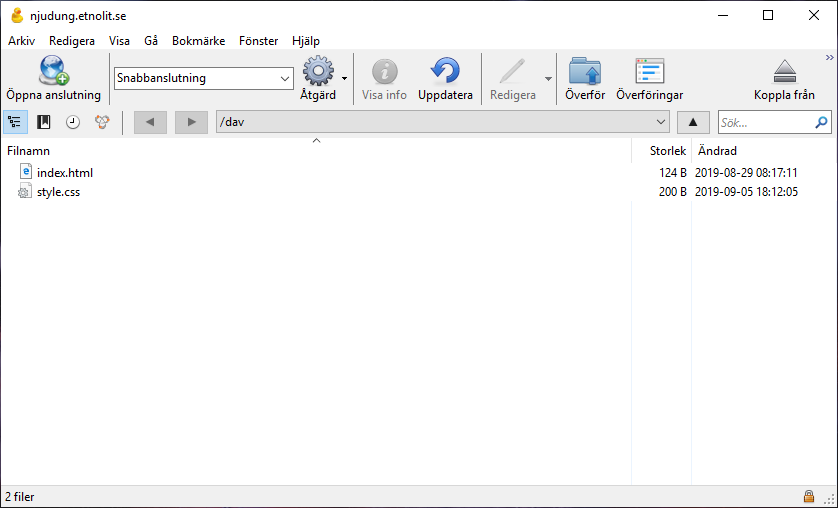 njudung.etnolit.se
Arkiv Redigera Visa Gå Bokmärke Fönster Hjälp
Öppna anslutning Snabbanslutning Åtgärd Visa info Uppdatera Redigera Överför Överföringar Koppla från
/dav Sök...
Filnamn Storlek Ändrad
index.html 124 B 2019-08-29 08:17:11
style.css 200 B 2019-09-05 18:12:05
2 filer